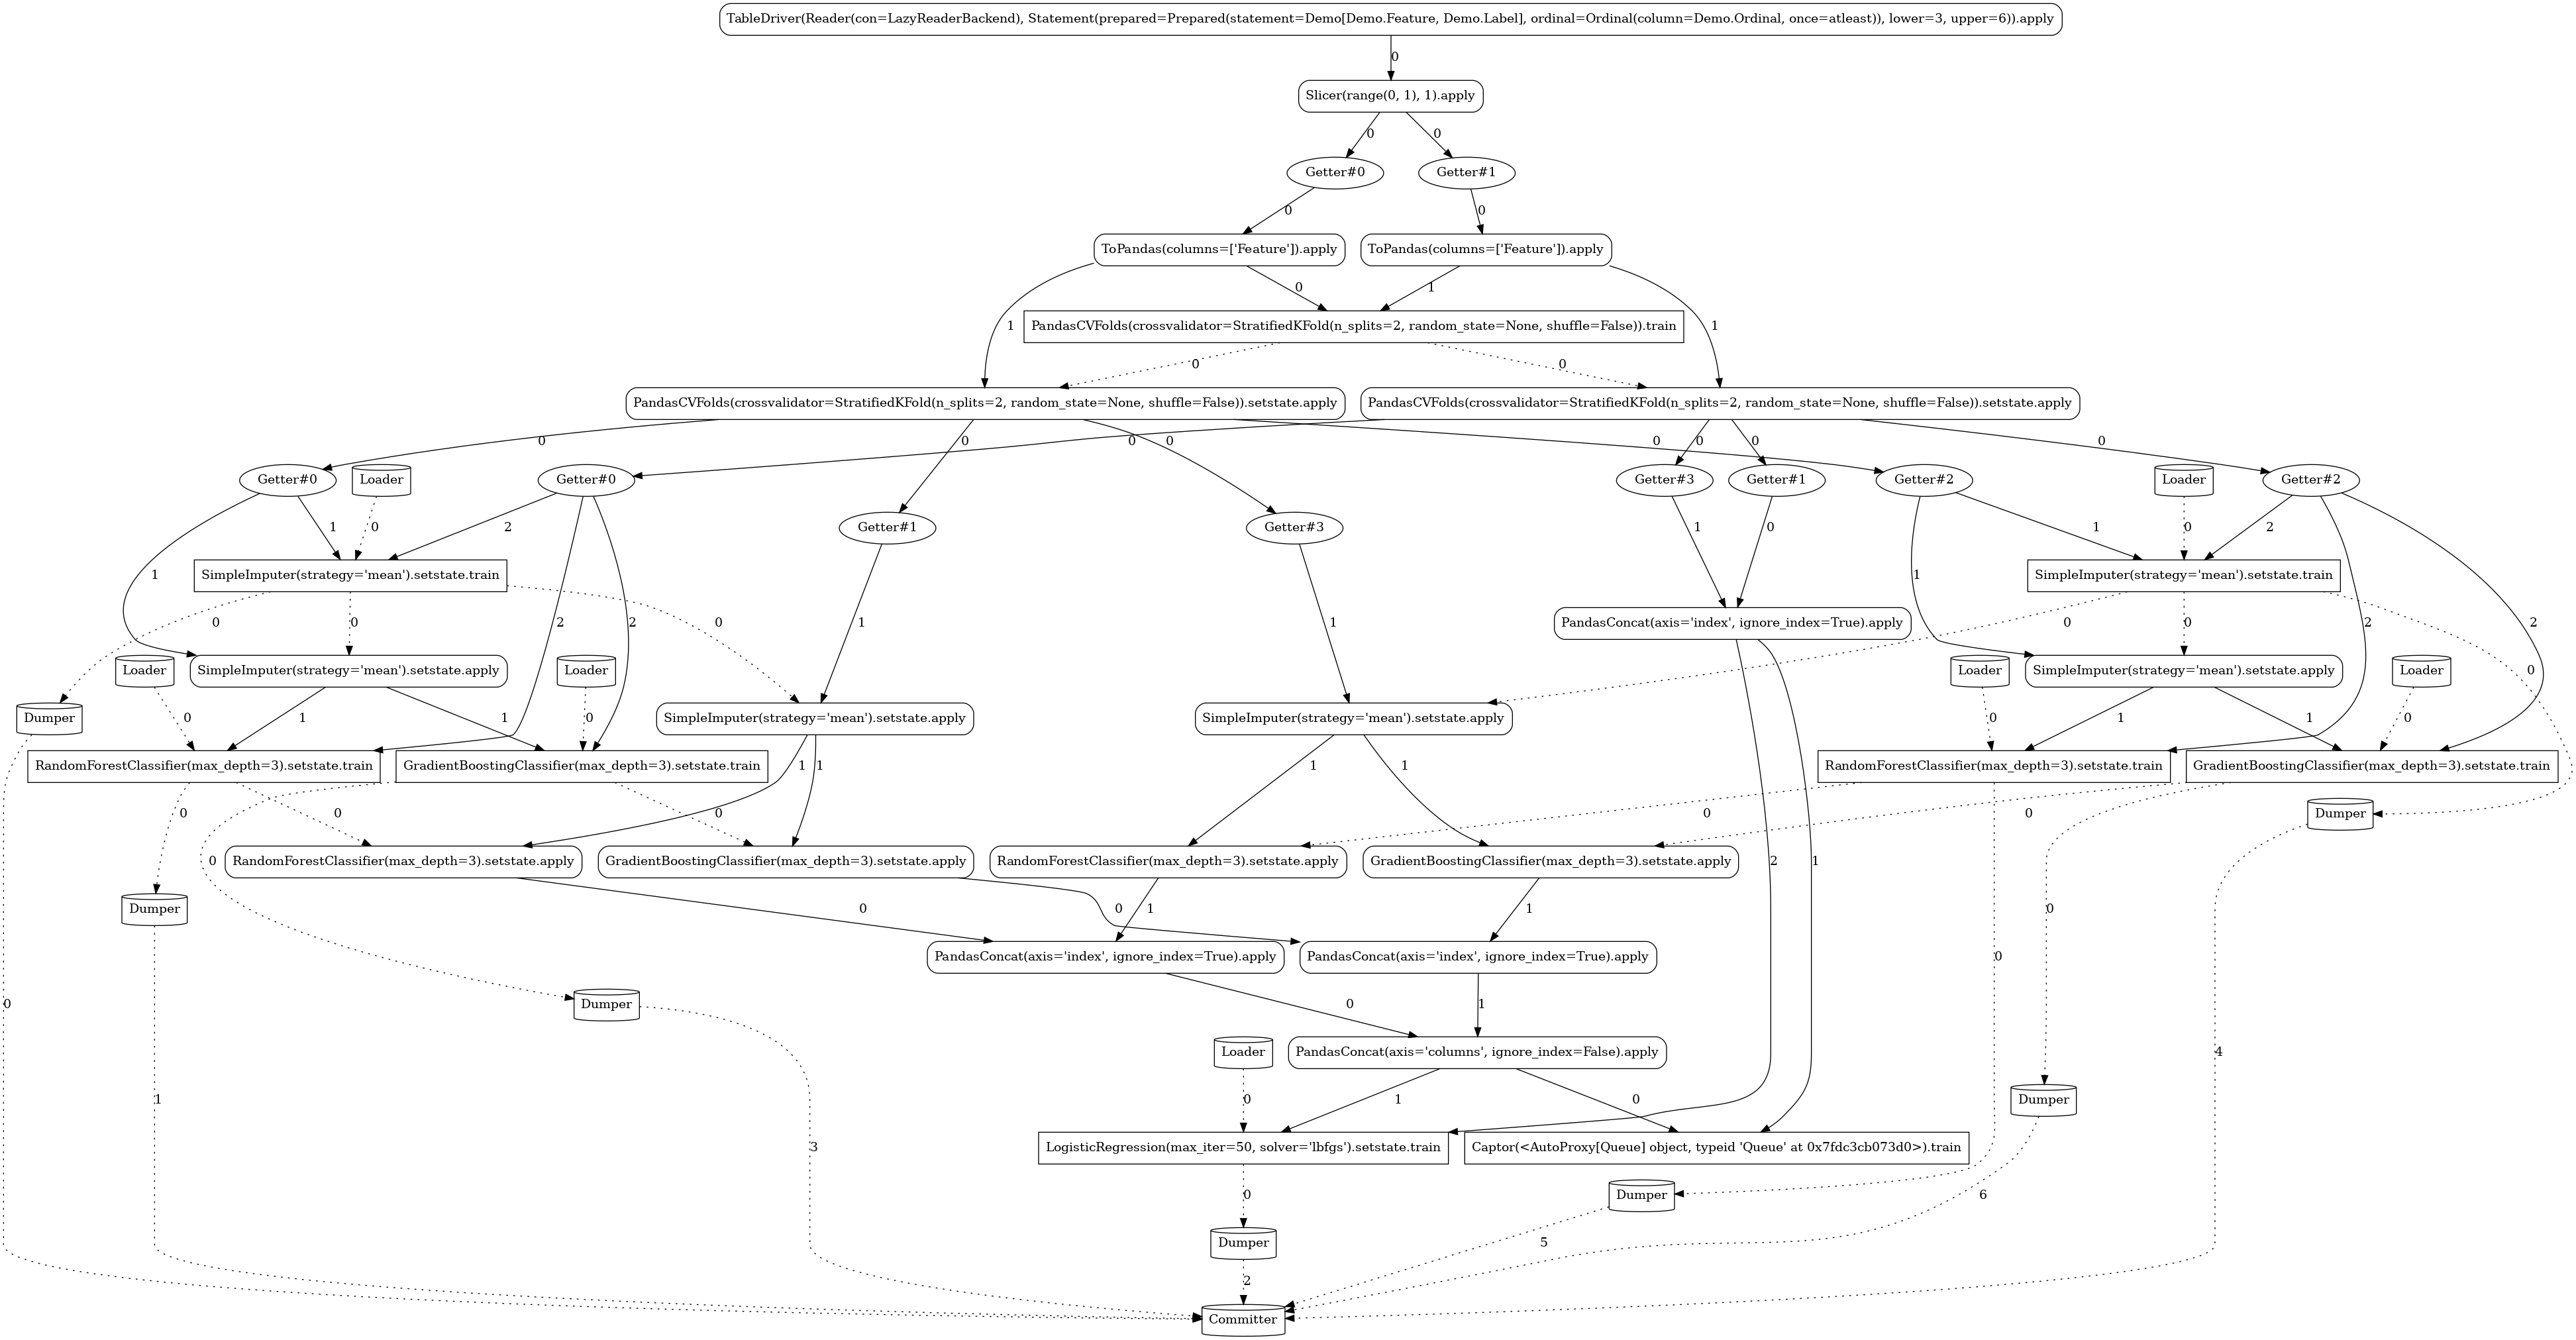 TableDriver(Reader(con=LazyReaderBackend), Statement(prepared=Prepared(statement=Demo[Demo.Feature, Demo.Label], ordinal=Ordinal(column=Demo.Ordinal, once=atleast)), lower=3, upper=6)).apply
0
Slicer(range(0, 1), 1).apply
0
0
Getter#0
Getter#1
0
0
ToPandas(columns=['Feature']).apply
ToPandas(columns=['Feature']).apply
0
1
1
PandasCVFolds(crossvalidator=StratifiedKFold(n_splits=2, random_state=None, shuffle=False)).train
1
0
0
PandasCVFolds(crossvalidator=StratifiedKFold(n_splits=2, random_state=None, shuffle=False)).setstate.apply
PandasCVFolds(crossvalidator=StratifiedKFold(n_splits=2, random_state=None, shuffle=False)).setstate.apply
0
0
0
0
0
0
0
0
Getter#0
Loader
Getter#0
Getter#3
Getter#1
Getter#2
Loader
Getter#2
1
0
2
Getter#1
Getter#3
1
0
1
0
2
1
SimpleImputer(strategy='mean').setstate.train
SimpleImputer(strategy='mean').setstate.train
1
0
0
2
2
0
1
1
PandasConcat(axis='index', ignore_index=True).apply
0
0
2
2
0
Loader
SimpleImputer(strategy='mean').setstate.apply
Loader
Loader
SimpleImputer(strategy='mean').setstate.apply
Loader
0
Dumper
0
1
1
0
SimpleImputer(strategy='mean').setstate.apply
SimpleImputer(strategy='mean').setstate.apply
0
1
1
0
RandomForestClassifier(max_depth=3).setstate.train
GradientBoostingClassifier(max_depth=3).setstate.train
1
1
1
1
RandomForestClassifier(max_depth=3).setstate.train
GradientBoostingClassifier(max_depth=3).setstate.train
0
0
0
0
0
Dumper
0
RandomForestClassifier(max_depth=3).setstate.apply
GradientBoostingClassifier(max_depth=3).setstate.apply
RandomForestClassifier(max_depth=3).setstate.apply
GradientBoostingClassifier(max_depth=3).setstate.apply
2
1
Dumper
0
1
0
1
0
PandasConcat(axis='index', ignore_index=True).apply
PandasConcat(axis='index', ignore_index=True).apply
0
0
Dumper
0
1
Loader
PandasConcat(axis='columns', ignore_index=False).apply
4
1
0
1
0
Dumper
3
LogisticRegression(max_iter=50, solver='lbfgs').setstate.train
Captor(<AutoProxy[Queue] object, typeid 'Queue' at 0x7fdc3cb073d0>).train
0
Dumper
6
Dumper
5
2
Committer